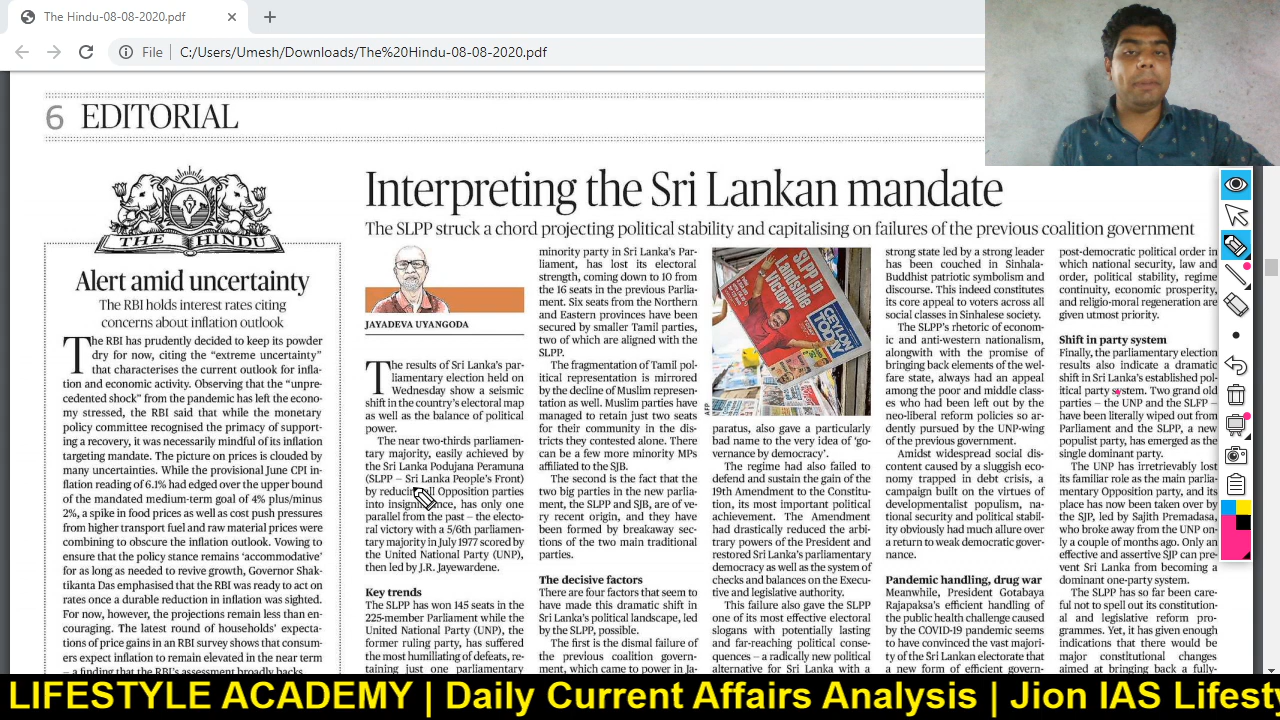 The Hindu-08-08-2020.pdf
File
C:/Users/Umesh/Downloads/The%20Hindu-08-08-2020.pdf
6 EDITORIAL
THE HINDU
Alert amid uncertainty
The RBI holds interest rates citing
concerns about inflation outlook
The RBI has prudently decided to keep its powder
dry for now, citing the “extreme uncertainty”
that characterises the current outlook for infla-
tion and economic activity. Observing that the “unpre-
cedented shock” from the pandemic has left the econo-
my stressed, the RBI said that while the monetary
policy committee recognised the primacy of support-
ing a recovery, it was necessarily mindful of its inflation
targeting mandate. The picture on prices is clouded by
many uncertainties. While the provisional June CPI in-
flation reading of 6.1% had edged over the upper bound
of the mandated medium-term goal of 4% plus/minus
2%, a spike in food prices as well as cost push pressures
from higher transport fuel and raw material prices were
combining to obscure the inflation outlook. Vowing to
ensure that the policy stance remains ‘accommodative’
for as long as needed to revive growth, Governor Shak-
tikanta Das emphasised that the RBI was ready to act on
rates once a durable reduction in inflation was sighted.
For now, however, the projections remain less than en-
couraging. The latest round of households’ expecta-
tions of price gains in an RBI survey shows that consum-
ers expect inflation to remain elevated in the near term
– a finding that the RBI’s assessment broadly backs
Interpreting the Sri Lankan mandate
The SLPP struck a chord projecting political stability and capitalising on failures of the previous coalition government
JAYADEVA UYANGODA
The results of Sri Lanka’s par-
liamentary election held on
Wednesday show a seismic
shift in the country’s electoral map
as well as the balance of political
power.
The near two-thirds parliamen-
tary majority, easily achieved by
the Sri Lanka Podujana Peramuna
(SLPP – Sri Lanka People’s Front)
by reducing all Opposition parties
into insignificance, has only one
parallel from the past – the electo-
ral victory with a 5/6th parliamen-
tary majority in July 1977 scored by
the United National Party (UNP),
then led by J.R. Jayewardene.
Key trends
The SLPP has won 145 seats in the
225-member Parliament while the
United National Party (UNP), the
former ruling party, has suffered
the most humiliating of defeats, re-
taining just one parliamentary
minority party in Sri Lanka’s Par-
liament, has lost its electoral
strength, coming down to 10 from
the 16 seats in the previous Parlia-
ment. Six seats from the Northern
and Eastern provinces have been
secured by smaller Tamil parties,
two of which are aligned with the
SLPP.
The fragmentation of Tamil pol-
itical representation is mirrored
by the decline of Muslim represen-
tation as well. Muslim parties have
managed to retain just two seats
for their community in the dis-
tricts they contested alone. There
can be a few more minority MPs
affiliated to the SJB.
The second is the fact that the
two big parties in the new parlia-
ment, the SLPP and SJB, are of ve-
ry recent origin, and they have
been formed by breakaway sec-
tions of the two main traditional
parties.
The decisive factors
There are four factors that seem to
have made this dramatic shift in
Sri Lanka’s political landscape, led
by the SLPP, possible.
The first is the dismal failure of
the previous coalition govern-
ment, which came to power in Ja-
SLPP
Landslide
Victory
CEYLON
TODAY
AFP
paratus, also gave a particularly
bad name to the very idea of ‘go-
vernance by democracy’.
The regime had also failed to
defend and sustain the gain of the
19th Amendment to the Constitu-
tion, its most important political
achievement. The Amendment
had drastically reduced the arbi-
trary powers of the President and
restored Sri Lanka’s parliamentary
democracy as well as the system of
checks and balances on the Execu-
tive and legislative authority.
This failure also gave the SLPP
one of its most effective electoral
slogans with potentially lasting
and far-reaching political conse-
quences – a radically new political
alternative for Sri Lanka with a
strong state led by a strong leader
has been couched in Sinhala-
Buddhist patriotic symbolism and
discourse. This indeed constitutes
its core appeal to voters across all
social classes in Sinhalese society.
The SLPP’s rhetoric of econom-
ic and anti-western nationalism,
alongwith with the promise of
bringing back elements of the wel-
fare state, always had an appeal
among the poor and middle class-
es who had been left out by the
neo-liberal reform policies so ar-
dently pursued by the UNP-wing
of the previous government.
Amidst widespread social dis-
content caused by a sluggish eco-
nomy trapped in debt crisis, a
campaign built on the virtues of
developmentalist populism, na-
tional security and political stabil-
ity obviously had much allure over
a return to weak democratic gover-
nance.
Pandemic handling, drug war
Meanwhile, President Gotabaya
Rajapaksa’s efficient handling of
the public health challenge caused
by the COVID-19 pandemic seems
to have convinced the vast majori-
ty of the Sri Lankan electorate that
a new form of efficient govern-
post-democratic political order in
which national security, law and
order, political stability, regime
continuity, economic prosperity,
and religio-moral regeneration are
given utmost priority.
Shift in party system
Finally, the parliamentary election
results also indicate a dramatic
shift in Sri Lanka’s established pol-
itical party system. Two grand old
parties – the UNP and the SLFP –
have been literally wiped out from
Parliament and the SLPP, a new
populist party, has emerged as the
single dominant party.
The UNP has irretrievably lost
its familiar role as the main parlia-
mentary Opposition party, and its
place has now been taken over by
the SJP, led by Sajith Premadasa,
who broke away from the UNP on-
ly a couple of months ago. Only an
effective and assertive SJP can pre-
vent Sri Lanka from becoming a
dominant one-party system.
The SLPP has so far been care-
ful not to spell out its constitution-
al and legislative reform pro-
grammes. Yet, it has given enough
indications that there would be
major constitutional changes
aimed at bringing back a fully-
LIFESTYLE ACADEMY | Daily Current Affairs Analysis | Jion IAS Lifesty